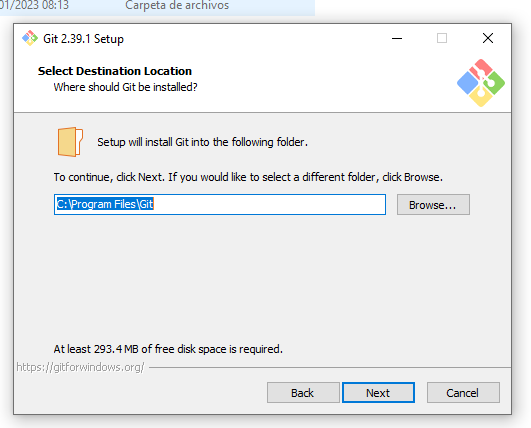 01/2023 08:13 Carpeta de archivos
Git 2.39.1 Setup
Select Destination Location
Where should Git be installed?
Setup will install Git into the following folder.
To continue, click Next. If you would like to select a different folder, click Browse.
C:\Program Files\Git
Browse...
At least 293.4 MB of free disk space is required.
https://gitforwindows.org/
Back Next Cancel